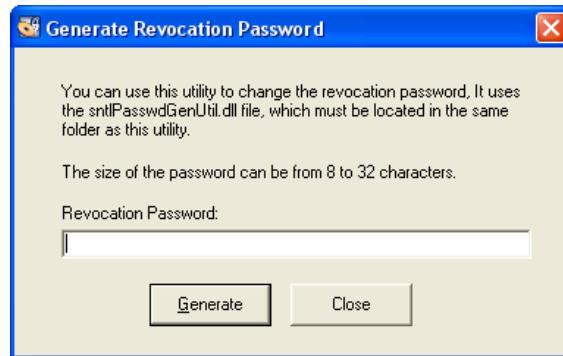 Generate Revocation Password
You can use this utility to change the revocation password, It uses
the sntlPasswdGenUtil.dll file, which must be located in the same
folder as this utility.
The size of the password can be from 8 to 32 characters.
Revocation Password:
Generate Close